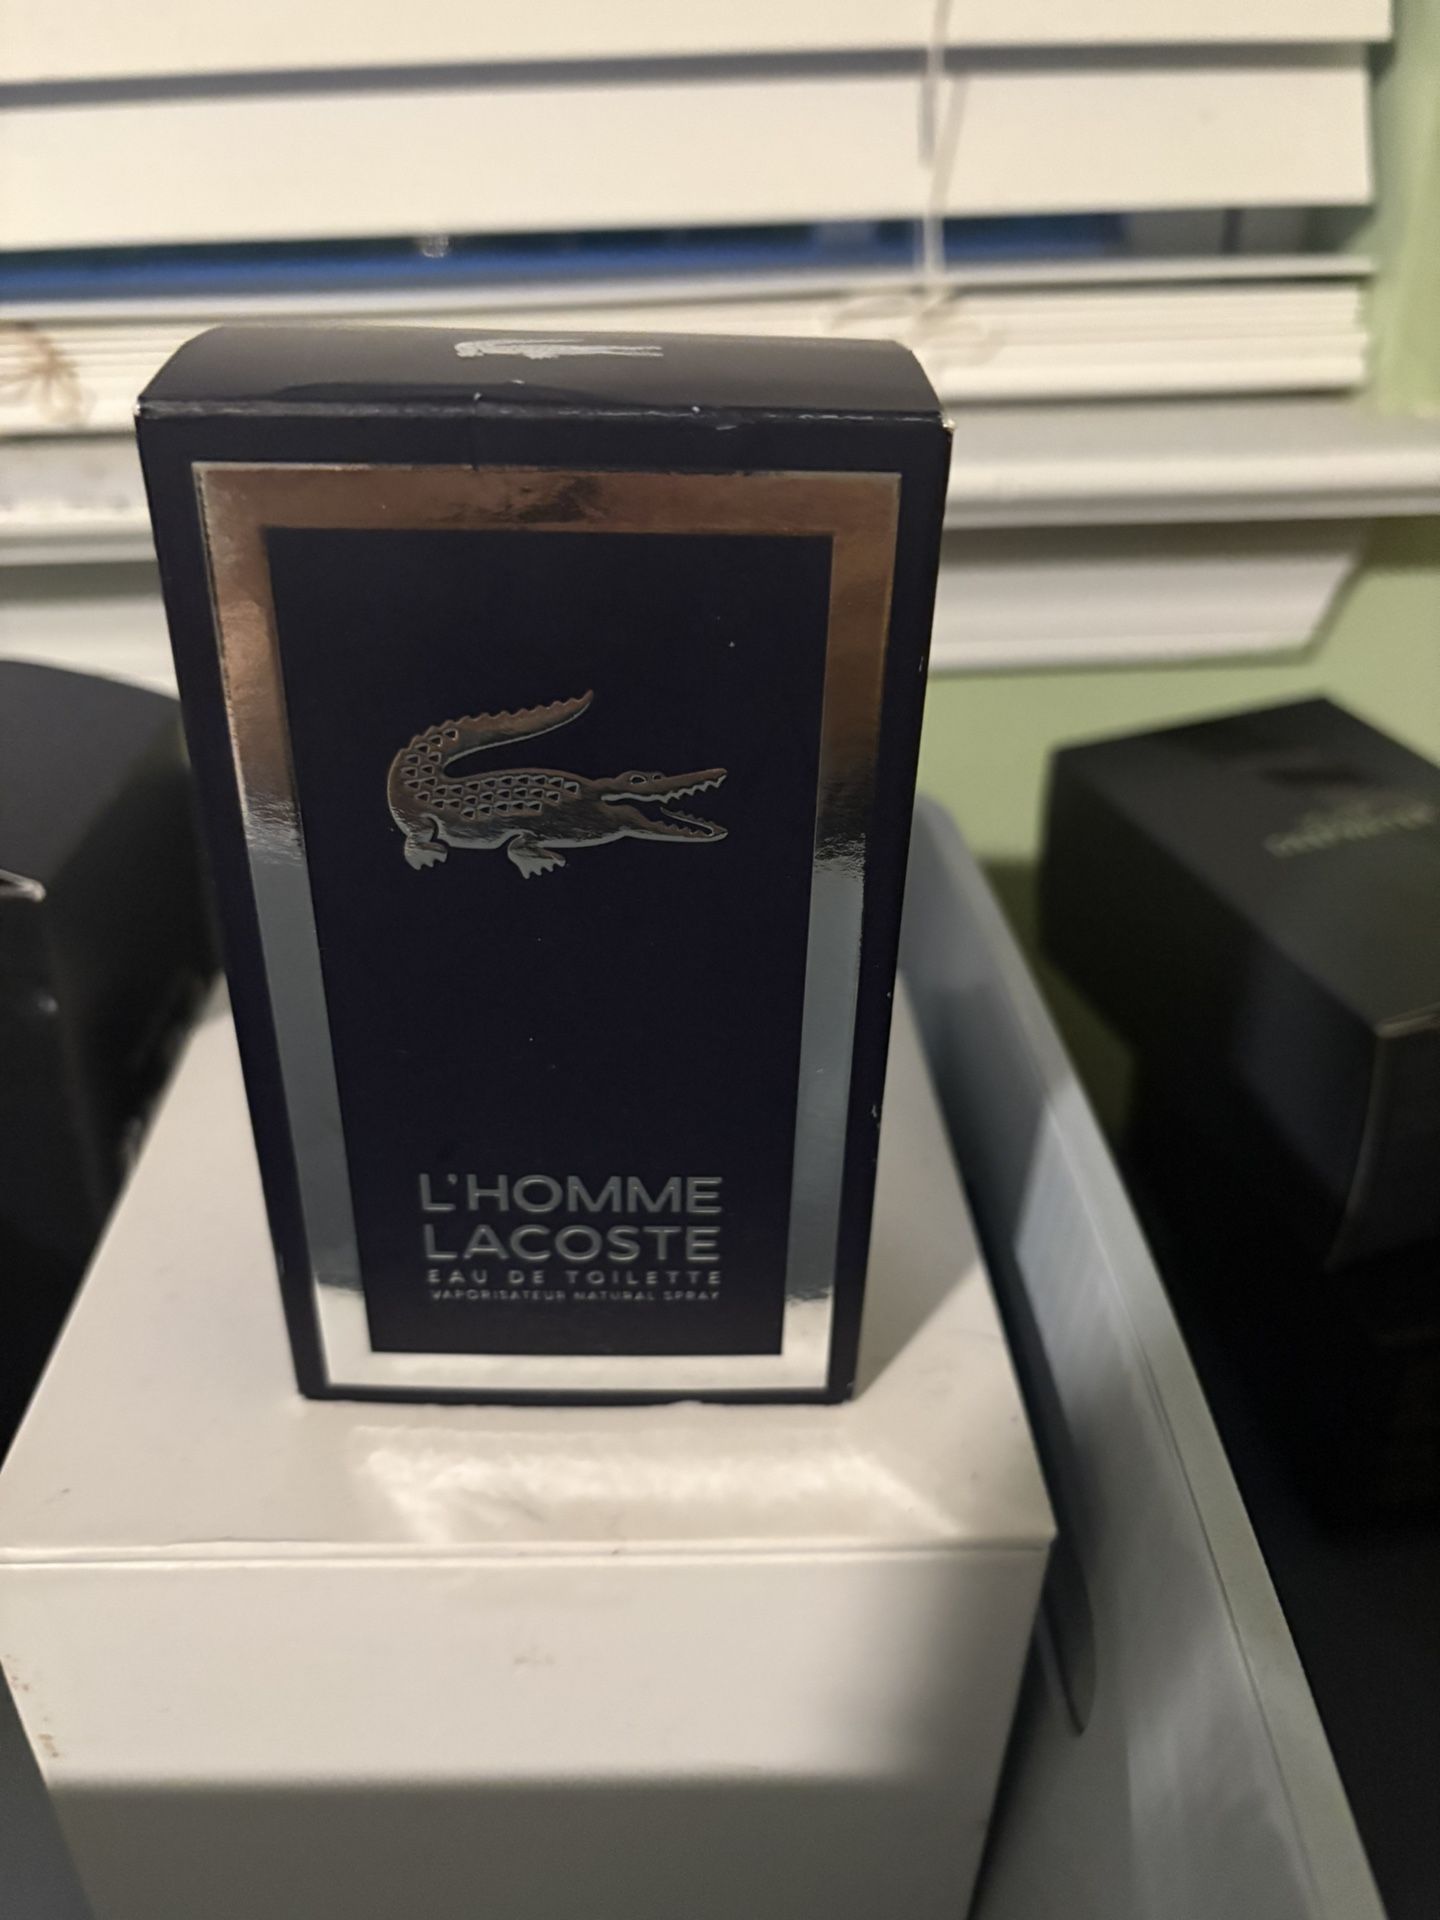 L'HOMME
LACOSTE
EAU DE TOILETTE
VAPORISATEUR NATURAL SPRAY